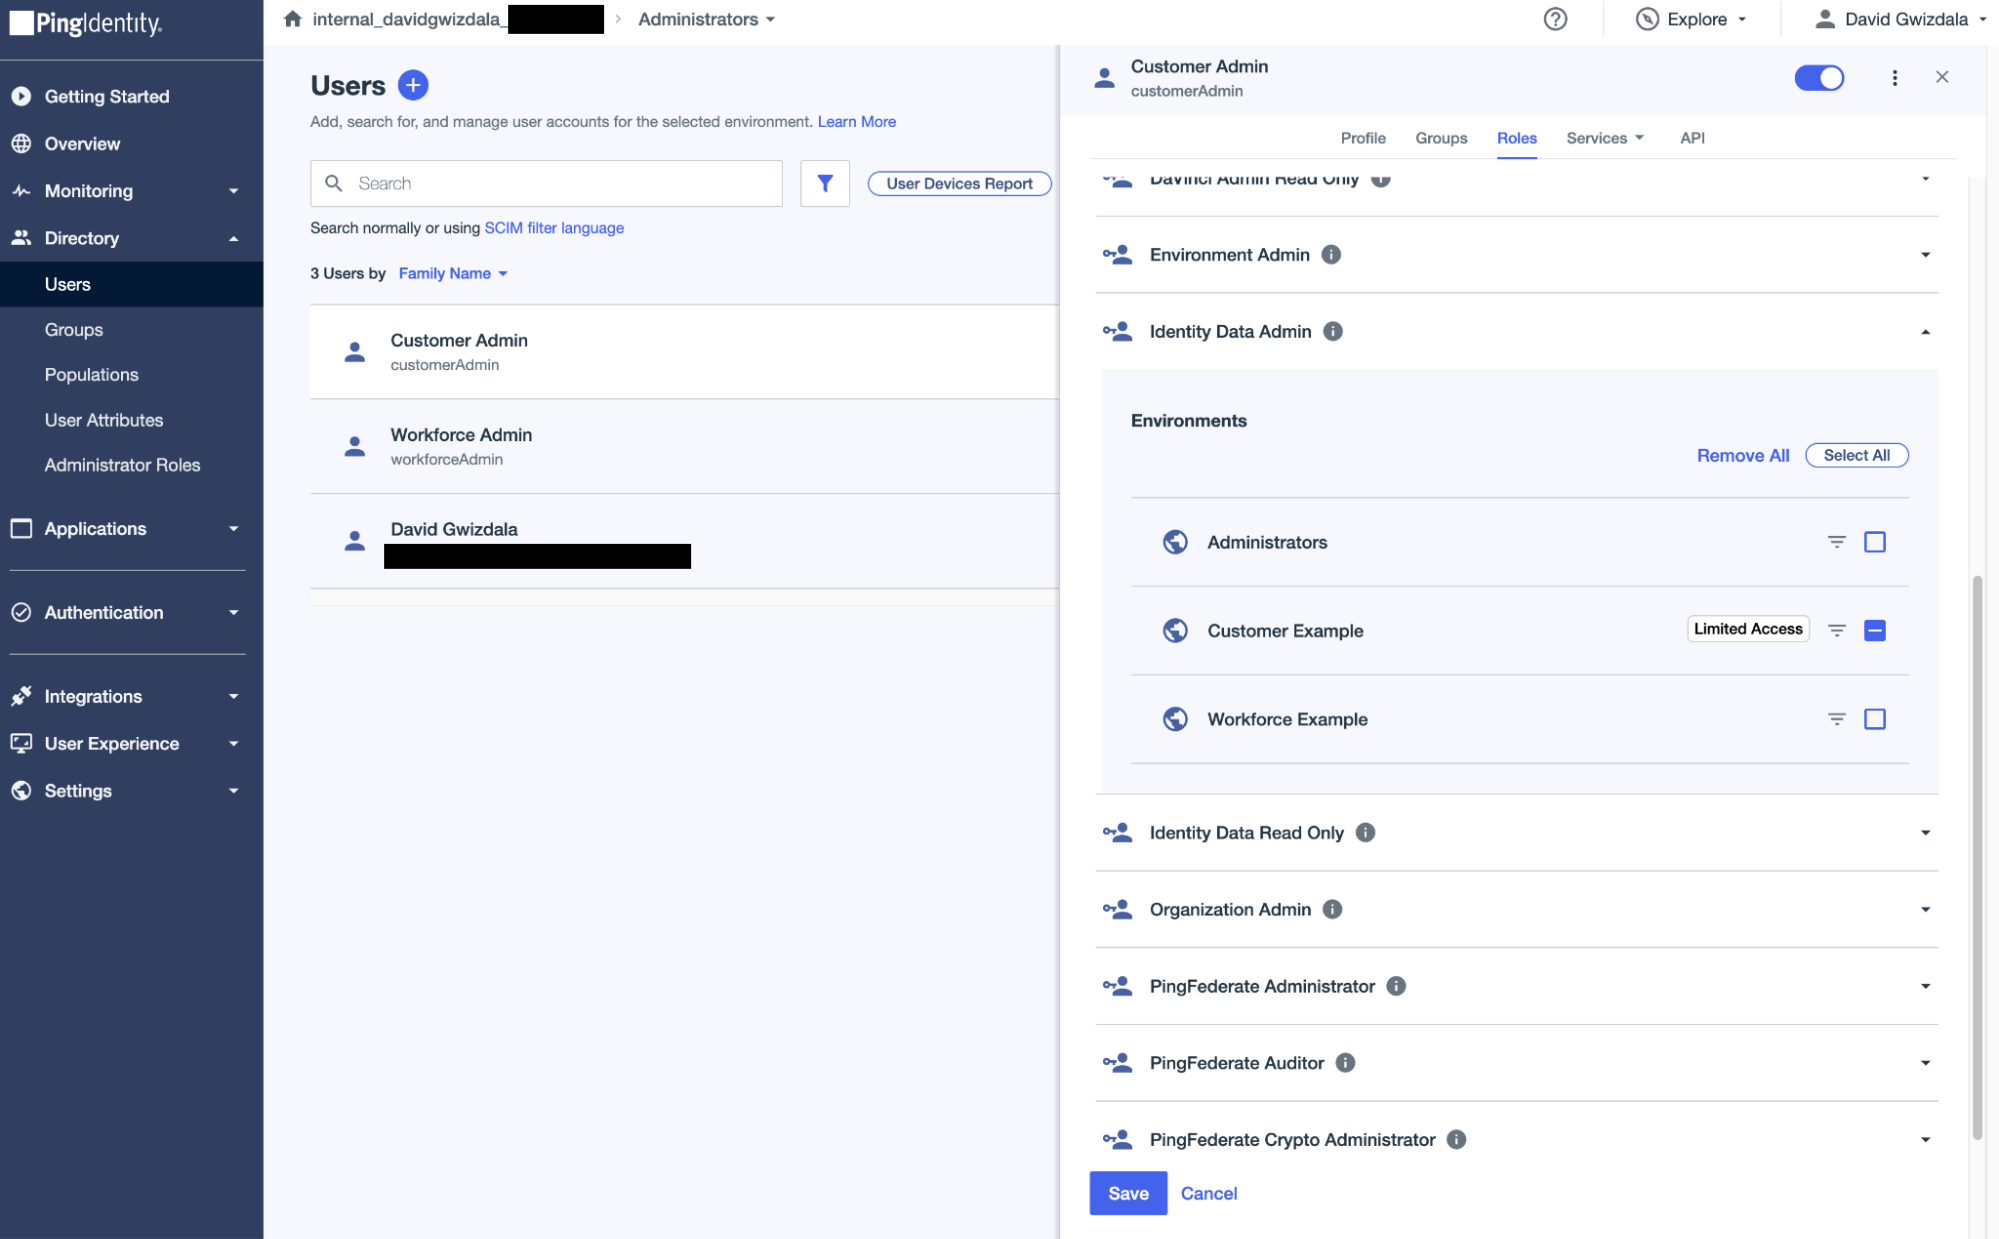 PingIdentity.
internal_davidgwizdala_
Administrators
Explore
David Gwizdala
Getting Started
Overview
Monitoring
Directory
Users
Groups
Populations
User Attributes
Administrator Roles
Applications
Authentication
Integrations
User Experience
Settings
Users
Add, search for, and manage user accounts for the selected environment. Learn More
Search
User Devices Report
Search normally or using SCIM filter language
3 Users by Family Name
Customer Admin
customerAdmin
Workforce Admin
workforceAdmin
David Gwizdala
Customer Admin
customerAdmin
Profile Groups Roles Services API
DaVinci Admin Read Only
Environment Admin
Identity Data Admin
Environments
Remove All Select All
Administrators
Customer Example Limited Access
Workforce Example
Identity Data Read Only
Organization Admin
PingFederate Administrator
PingFederate Auditor
PingFederate Crypto Administrator
Save Cancel